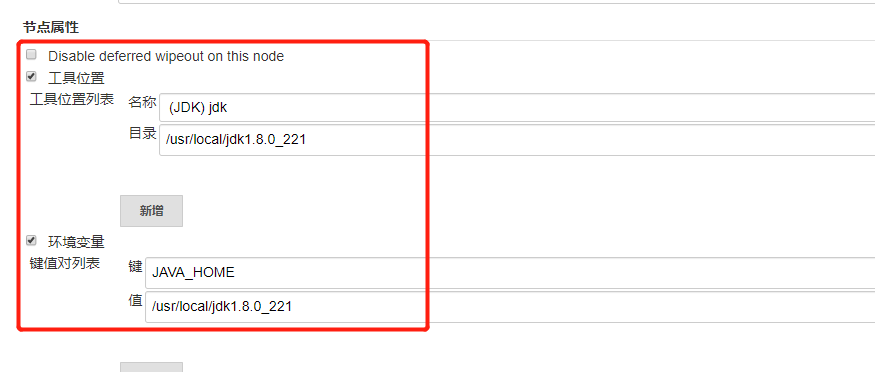 节点属性
Disable deferred wipeout on this node
工具位置
工具位置列表
名称 (JDK) jdk
目录 /usr/local/jdk1.8.0_221
新增
环境变量
键值对列表
键 JAVA_HOME
值 /usr/local/jdk1.8.0_221